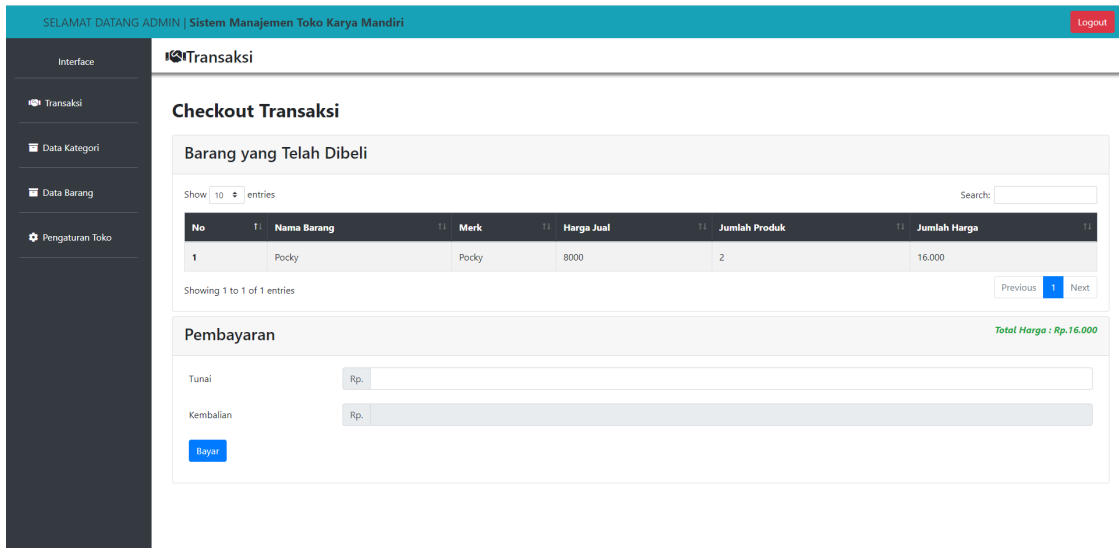 SELAMAT DATANG ADMIN | Sistem Manajemen Toko Karya Mandiri
Logout
Interface
Transaksi
Transaksi
Data Kategori
Data Barang
Pengaturan Toko
Checkout Transaksi
Barang yang Telah Dibeli
Show 10 entries
Search:
No Nama Barang Merk Harga Jual Jumlah Produk Jumlah Harga
1 Pocky Pocky 8000 2 16.000
Showing 1 to 1 of 1 entries
Previous 1 Next
Pembayaran
Total Harga : Rp.16.000
Tunai Rp.
Kembalian Rp.
Bayar